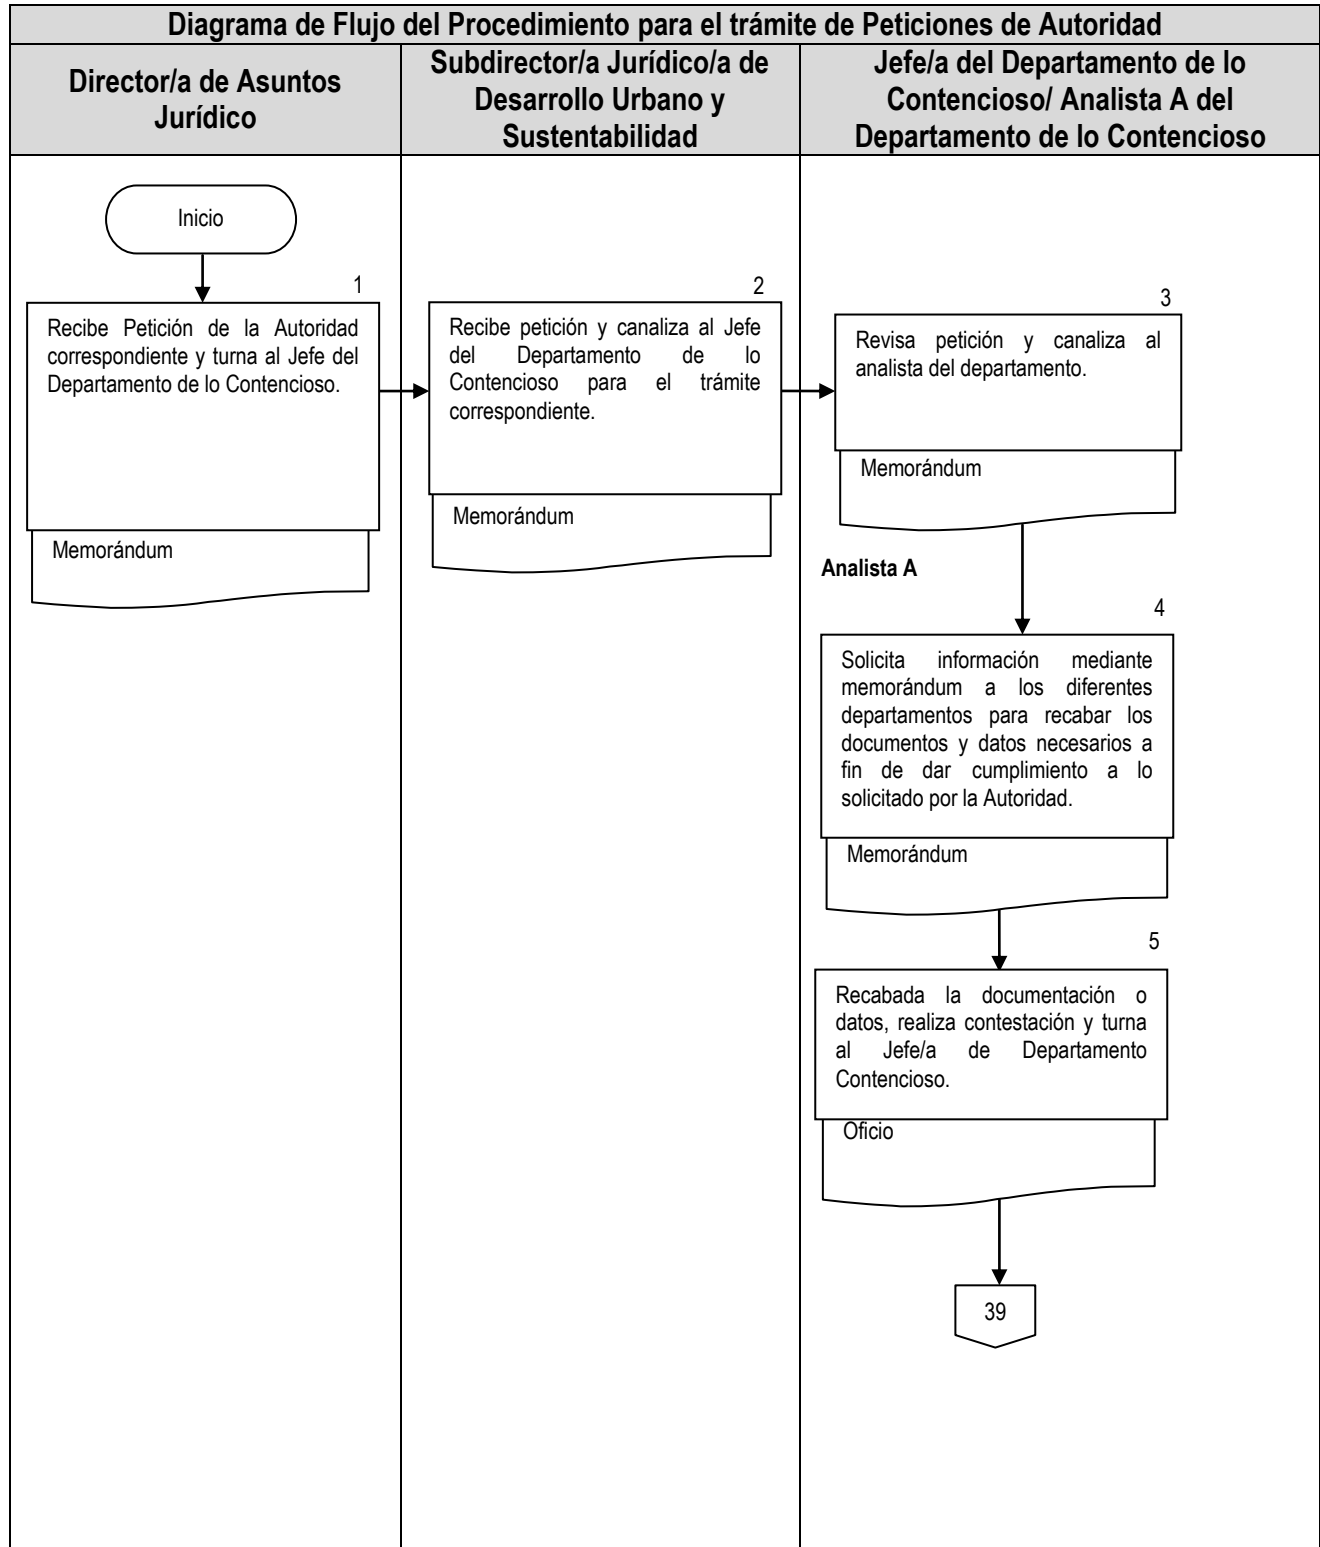 Diagrama de Flujo del Procedimiento para el trámite de Peticiones de Autoridad
Director/a de Asuntos
Jurídico
Subdirector/a Jurídico/a de
Desarrollo Urbano y
Sustentabilidad
Jefe/a del Departamento de lo
Contencioso/ Analista A del
Departamento de lo Contencioso
Inicio
1
Recibe Petición de la Autoridad
correspondiente y turna al Jefe del
Departamento de lo Contencioso.
Memorándum
2
Recibe petición y canaliza al Jefe
del Departamento de lo
Contencioso para el trámite
correspondiente.
Memorándum
3
Revisa petición y canaliza al
analista del departamento.
Memorándum
Analista A
4
Solicita información mediante
memorándum a los diferentes
departamentos para recabar los
documentos y datos necesarios a
fin de dar cumplimiento a lo
solicitado por la Autoridad.
Memorándum
5
Recabada la documentación o
datos, realiza contestación y turna
al Jefe/a de Departamento
Contencioso.
Oficio
39